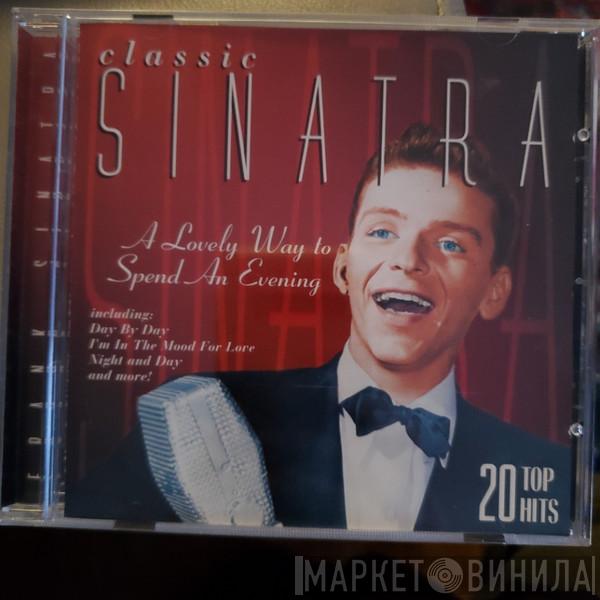 classic
SINATRA
A Lovely Way to
Spend An Evening
including:
Day By Day
I'm In The Mood For Love
Night and Day
and more!
20 TOP
HITS
FRANK SINATRA
МАРКЕТ ВИНИЛА